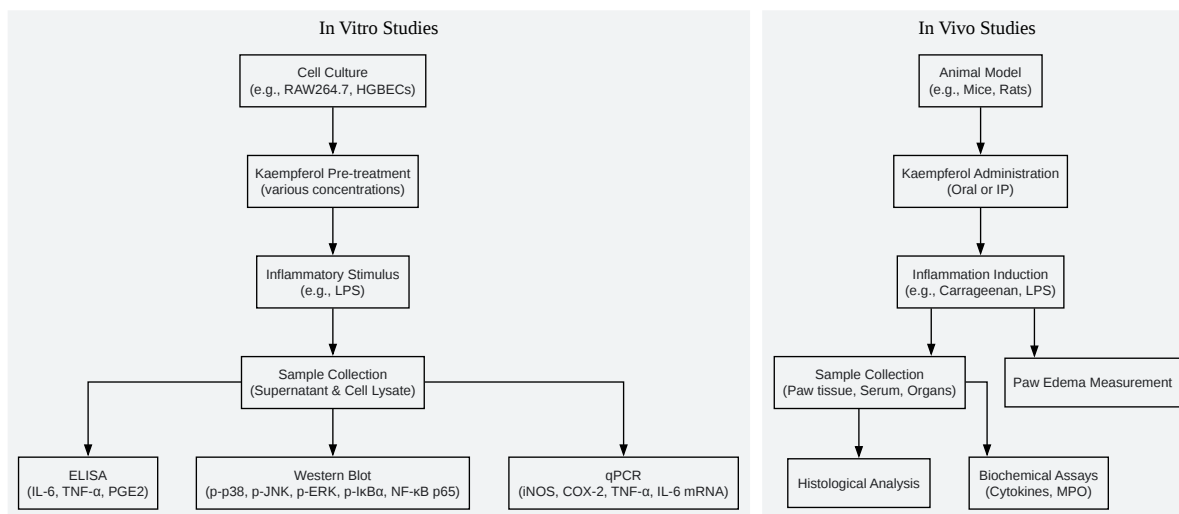 In Vitro Studies
Cell Culture
(e.g., RAW264.7, HGBECs)
Kaempferol Pre-treatment
(various concentrations)
Inflammatory Stimulus
(e.g., LPS)
Sample Collection
(Supernatant & Cell Lysate)
ELISA
(IL-6, TNF-α, PGE2)
Western Blot
(p-p38, p-JNK, p-ERK, p-IκBα, NF-κB p65)
qPCR
(iNOS, COX-2, TNF-α, IL-6 mRNA)
In Vivo Studies
Animal Model
(e.g., Mice, Rats)
Kaempferol Administration
(Oral or IP)
Inflammation Induction
(e.g., Carrageenan, LPS)
Sample Collection
(Paw tissue, Serum, Organs)
Paw Edema Measurement
Histological Analysis
Biochemical Assays
(Cytokines, MPO)